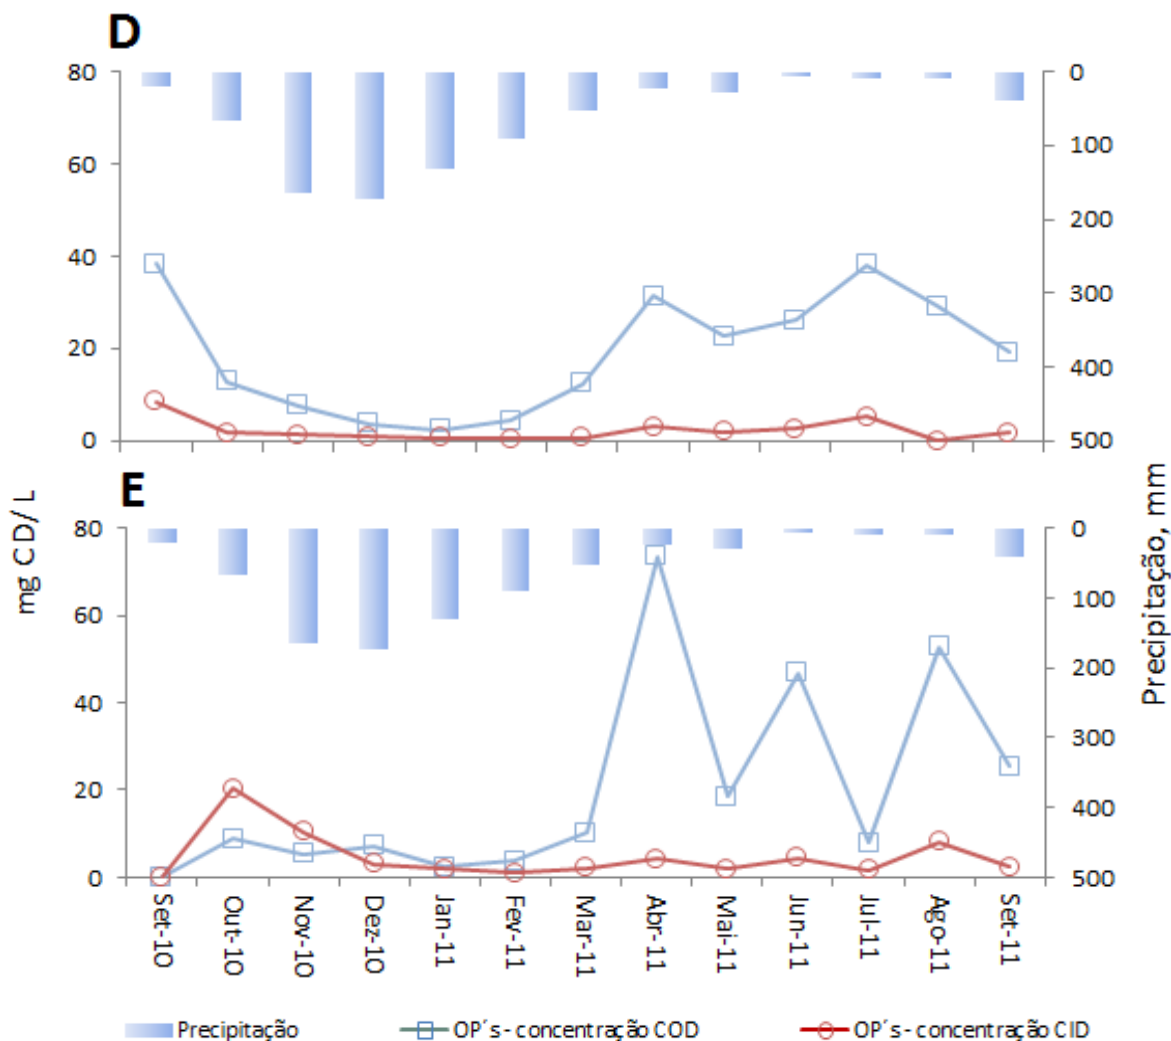 D
80
60
40
20
0
0
100
200
300
400
500
E
mg CD/ L
Precipitação, mm
80
60
40
20
0
0
100
200
300
400
500
Set-10
Out-10
Nov-10
Dez-10
Jan-11
Fev-11
Mar-11
Abr-11
Mai-11
Jun-11
Jul-11
Ago-11
Set-11
Precipitação
OP´s - concentração COD
OP´s - concentração CID